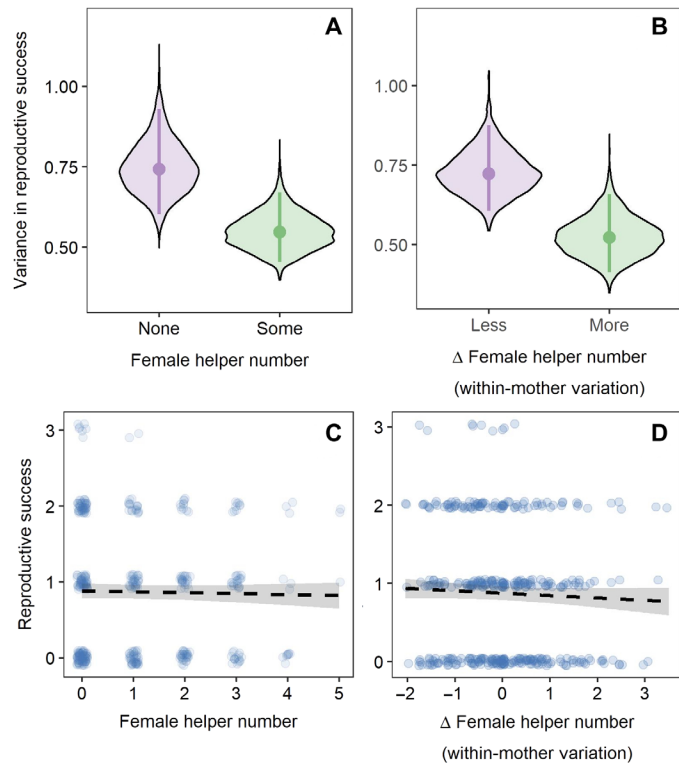 A
Variance in reproductive success
1.00
0.75
0.50
None Some
Female helper number
B
1.00
0.75
0.50
Less More
Δ Female helper number
(within-mother variation)
C
Reproductive success
3
2
1
0
0 1 2 3 4 5
Female helper number
D
3
2
1
0
−2 −1 0 1 2 3
Δ Female helper number
(within-mother variation)